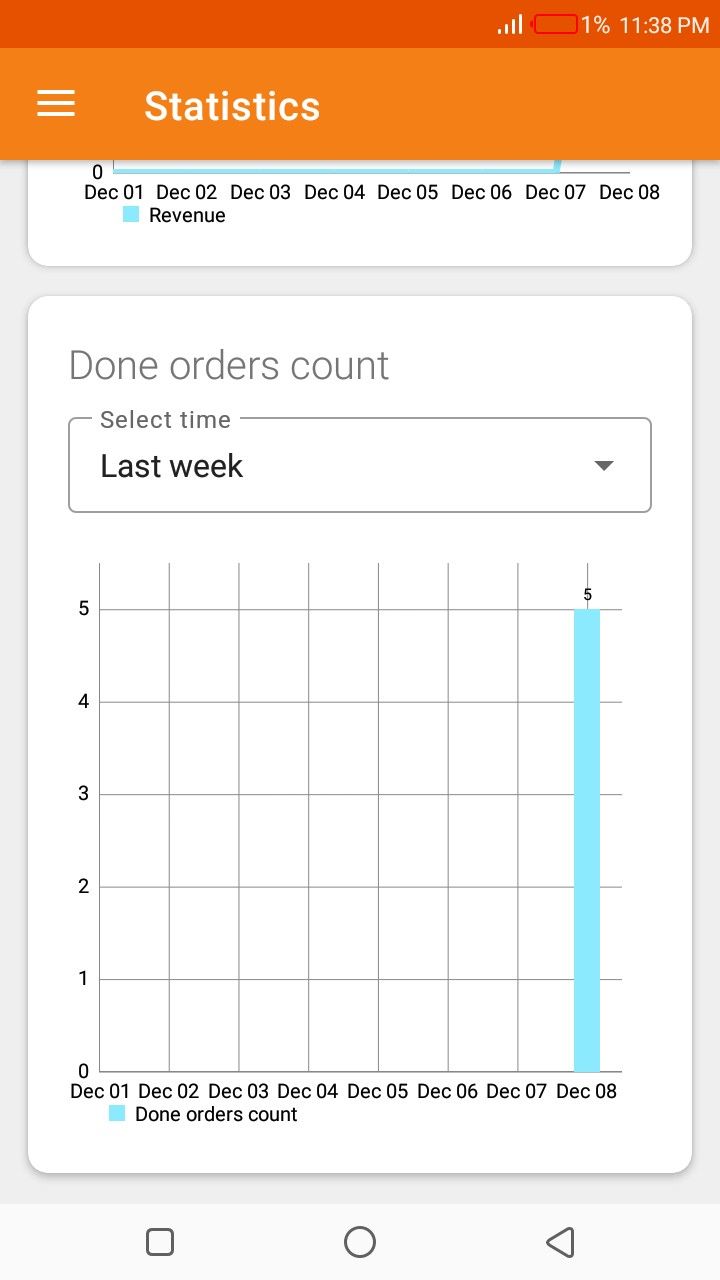 1% 11:38 PM
Statistics
0
Dec 01 Dec 02 Dec 03 Dec 04 Dec 05 Dec 06 Dec 07 Dec 08
Revenue
Done orders count
Select time
Last week
5
5
4
3
2
1
0
Dec 01 Dec 02 Dec 03 Dec 04 Dec 05 Dec 06 Dec 07 Dec 08
Done orders count